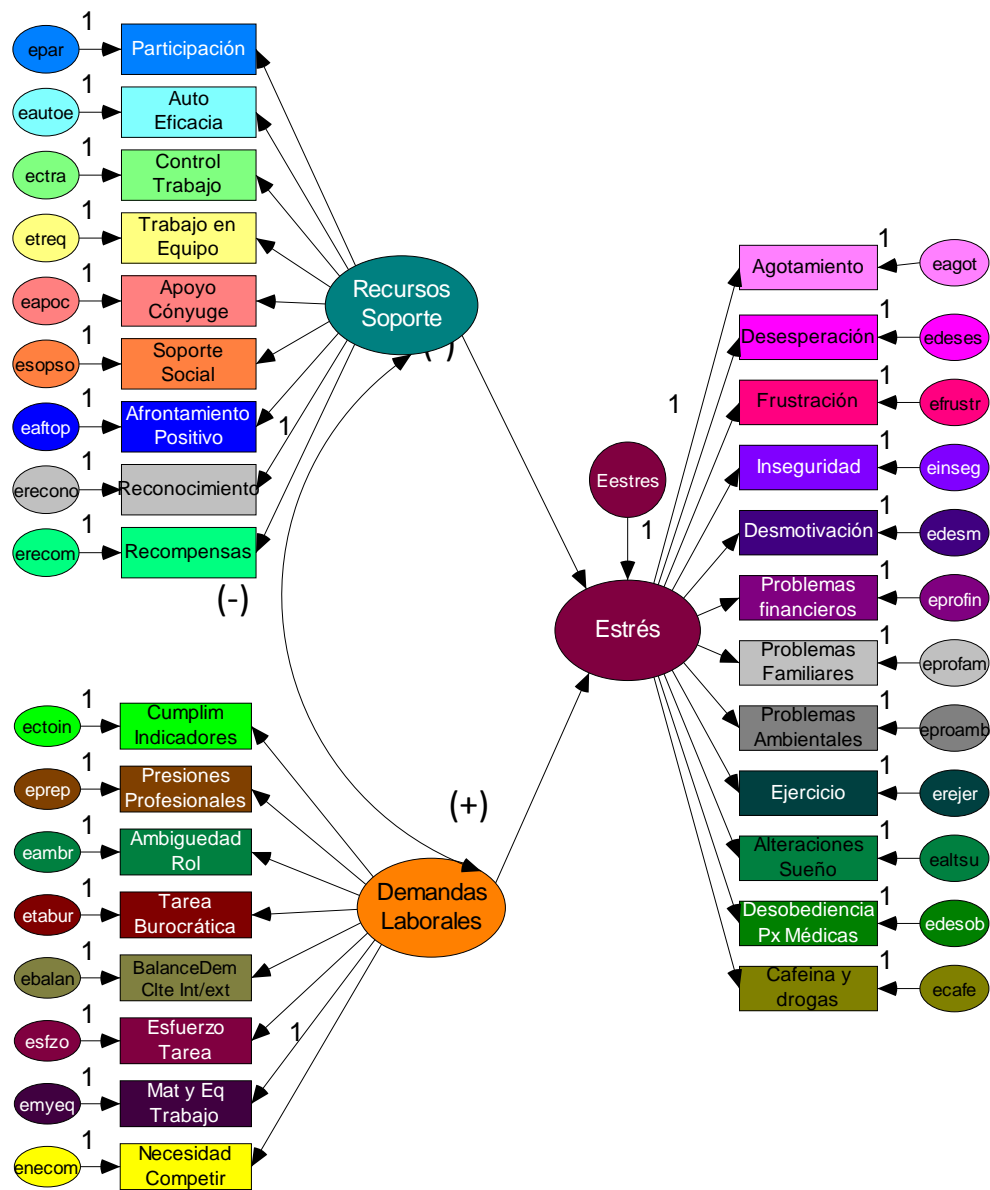 1
epar
Participación
1
eautoe
Auto
Eficacia
1
ectra
Control
Trabajo
1
etreq
Trabajo en
Equipo
1
eapoc
Apoyo
Cónyuge
1
esopso
Soporte
Social
1
eaftop
Afrontamiento
Positivo
1
1
erecono
Reconocimiento
1
erecom
Recompensas
Recursos
Soporte
(-)
(-)
1
ectoin
Cumplim
Indicadores
1
eprep
Presiones
Profesionales
1
eambr
Ambiguedad
Rol
1
etabur
Tarea
Burocrática
1
ebalan
BalanceDem
Clte Int/ext
1
esfzo
Esfuerzo
Tarea
1
1
emyeq
Mat y Eq
Trabajo
1
enecom
Necesidad
Competir
(+)
Demandas
Laborales
Eestres
1
Estrés
1
1
Agotamiento
eagot
1
Desesperación
edeses
1
Frustración
efrustr
1
Inseguridad
einseg
1
Desmotivación
edesm
1
Problemas
financieros
eprofin
1
Problemas
Familiares
eprofam
1
Problemas
Ambientales
eproamb
1
Ejercicio
erejer
1
Alteraciones
Sueño
ealtsu
1
Desobediencia
Px Médicas
edesob
1
Cafeina y
drogas
ecafe